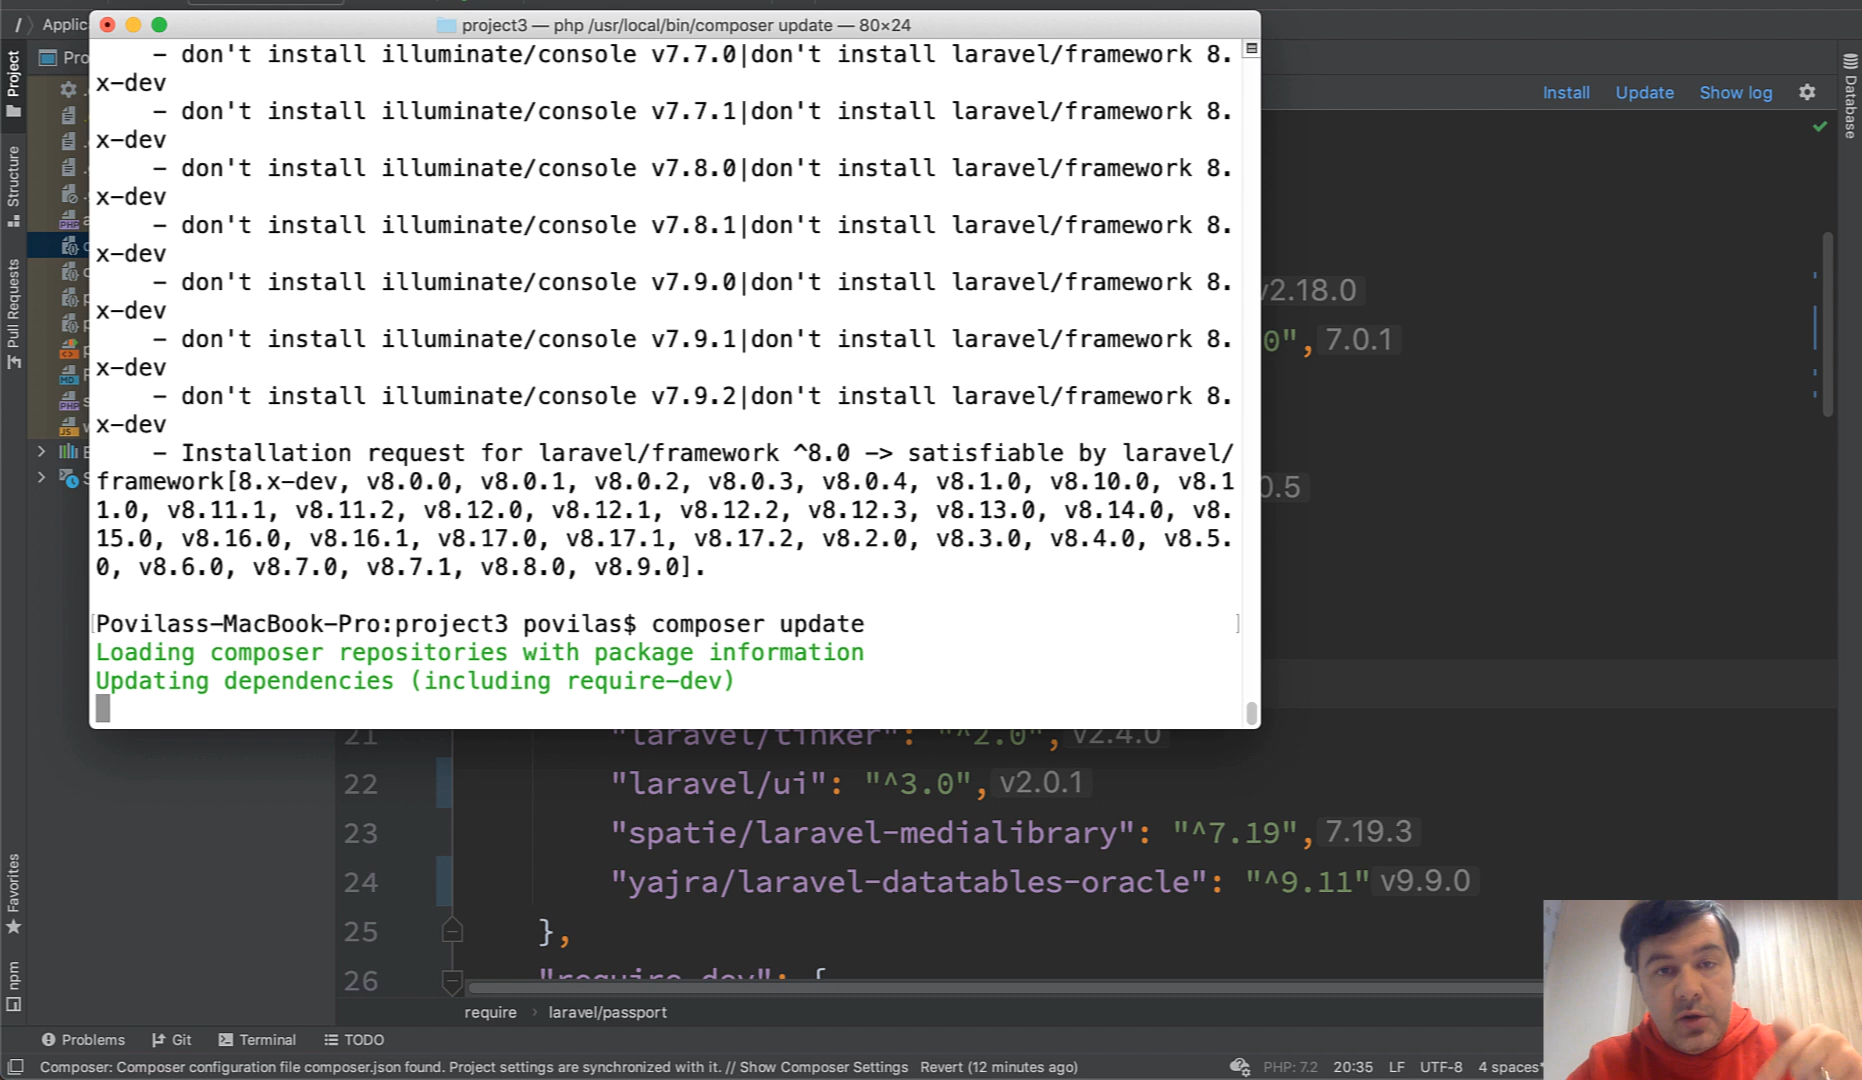 project3 — php /usr/local/bin/composer update — 80×24
- don't install illuminate/console v7.7.0|don't install laravel/framework 8.
x-dev
- don't install illuminate/console v7.7.1|don't install laravel/framework 8.
x-dev
- don't install illuminate/console v7.8.0|don't install laravel/framework 8.
x-dev
- don't install illuminate/console v7.8.1|don't install laravel/framework 8.
x-dev
- don't install illuminate/console v7.9.0|don't install laravel/framework 8.
x-dev
- don't install illuminate/console v7.9.1|don't install laravel/framework 8.
x-dev
- don't install illuminate/console v7.9.2|don't install laravel/framework 8.
x-dev
- Installation request for laravel/framework ^8.0 -> satisfiable by laravel/
framework[8.x-dev, v8.0.0, v8.0.1, v8.0.2, v8.0.3, v8.0.4, v8.1.0, v8.10.0, v8.1
1.0, v8.11.1, v8.11.2, v8.12.0, v8.12.1, v8.12.2, v8.12.3, v8.13.0, v8.14.0, v8.
15.0, v8.16.0, v8.16.1, v8.17.0, v8.17.1, v8.17.2, v8.2.0, v8.3.0, v8.4.0, v8.5.
0, v8.6.0, v8.7.0, v8.7.1, v8.8.0, v8.9.0].
[Povilass-MacBook-Pro:project3 povilas$ composer update ]
Loading composer repositories with package information
Updating dependencies (including require-dev)
/ Applic
Pro
Project
Structure
Pull Requests
Favorites
npm
Install Update Show log
Database
v2.18.0
0", 7.0.1
0.5
21 "laravel/tinker": "^2.0", v2.4.0
22 "laravel/ui": "^3.0", v2.0.1
23 "spatie/laravel-medialibrary": "^7.19", 7.19.3
24 "yajra/laravel-datatables-oracle": "^9.11" v9.9.0
25 },
26 "require-dev": {
require › laravel/passport
Problems Git Terminal TODO
Composer: Composer configuration file composer.json found. Project settings are synchronized with it. // Show Composer Settings Revert (12 minutes ago) PHP: 7.2 20:35 LF UTF-8 4 spaces*